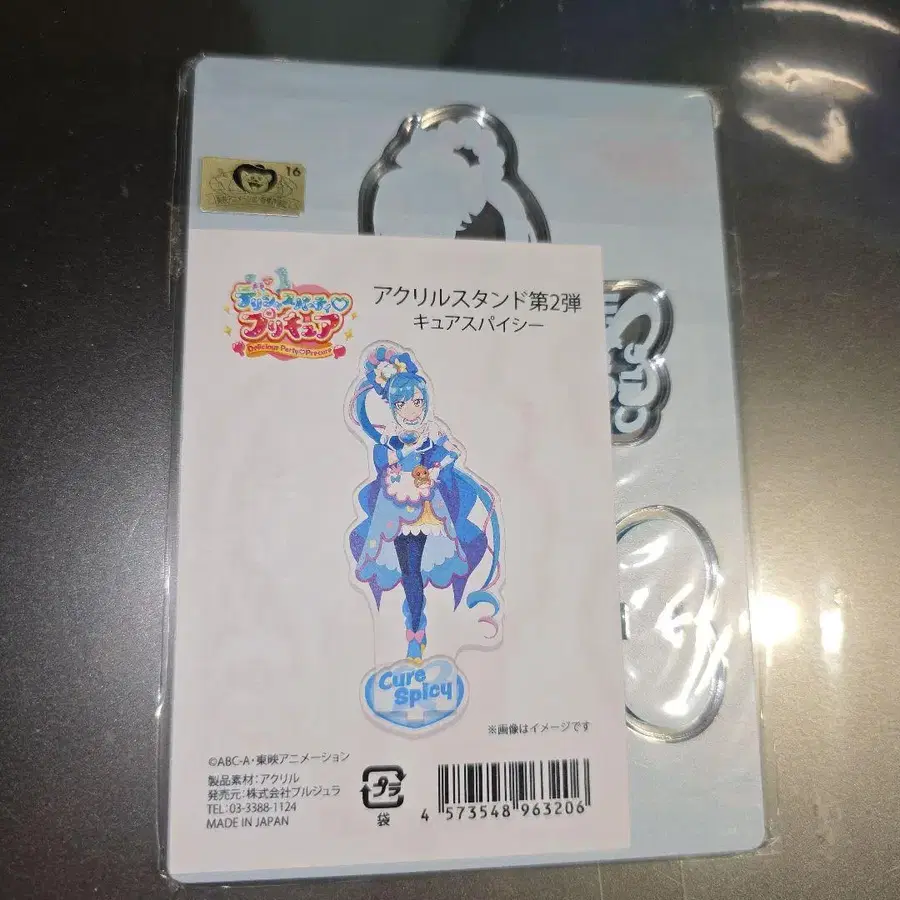 16
デリシャスパーティ♡
プリキュア
Delicious Party♡Precure
アクリルスタンド第2弾
キュアスパイシー
Cure
Spicy
※画像はイメージです
©ABC-A・東映アニメーション
製品素材：アクリル
発売元：株式会社プルジュラ
TEL：03-3388-1124
MADE IN JAPAN
プラ
袋
4 573548 963206